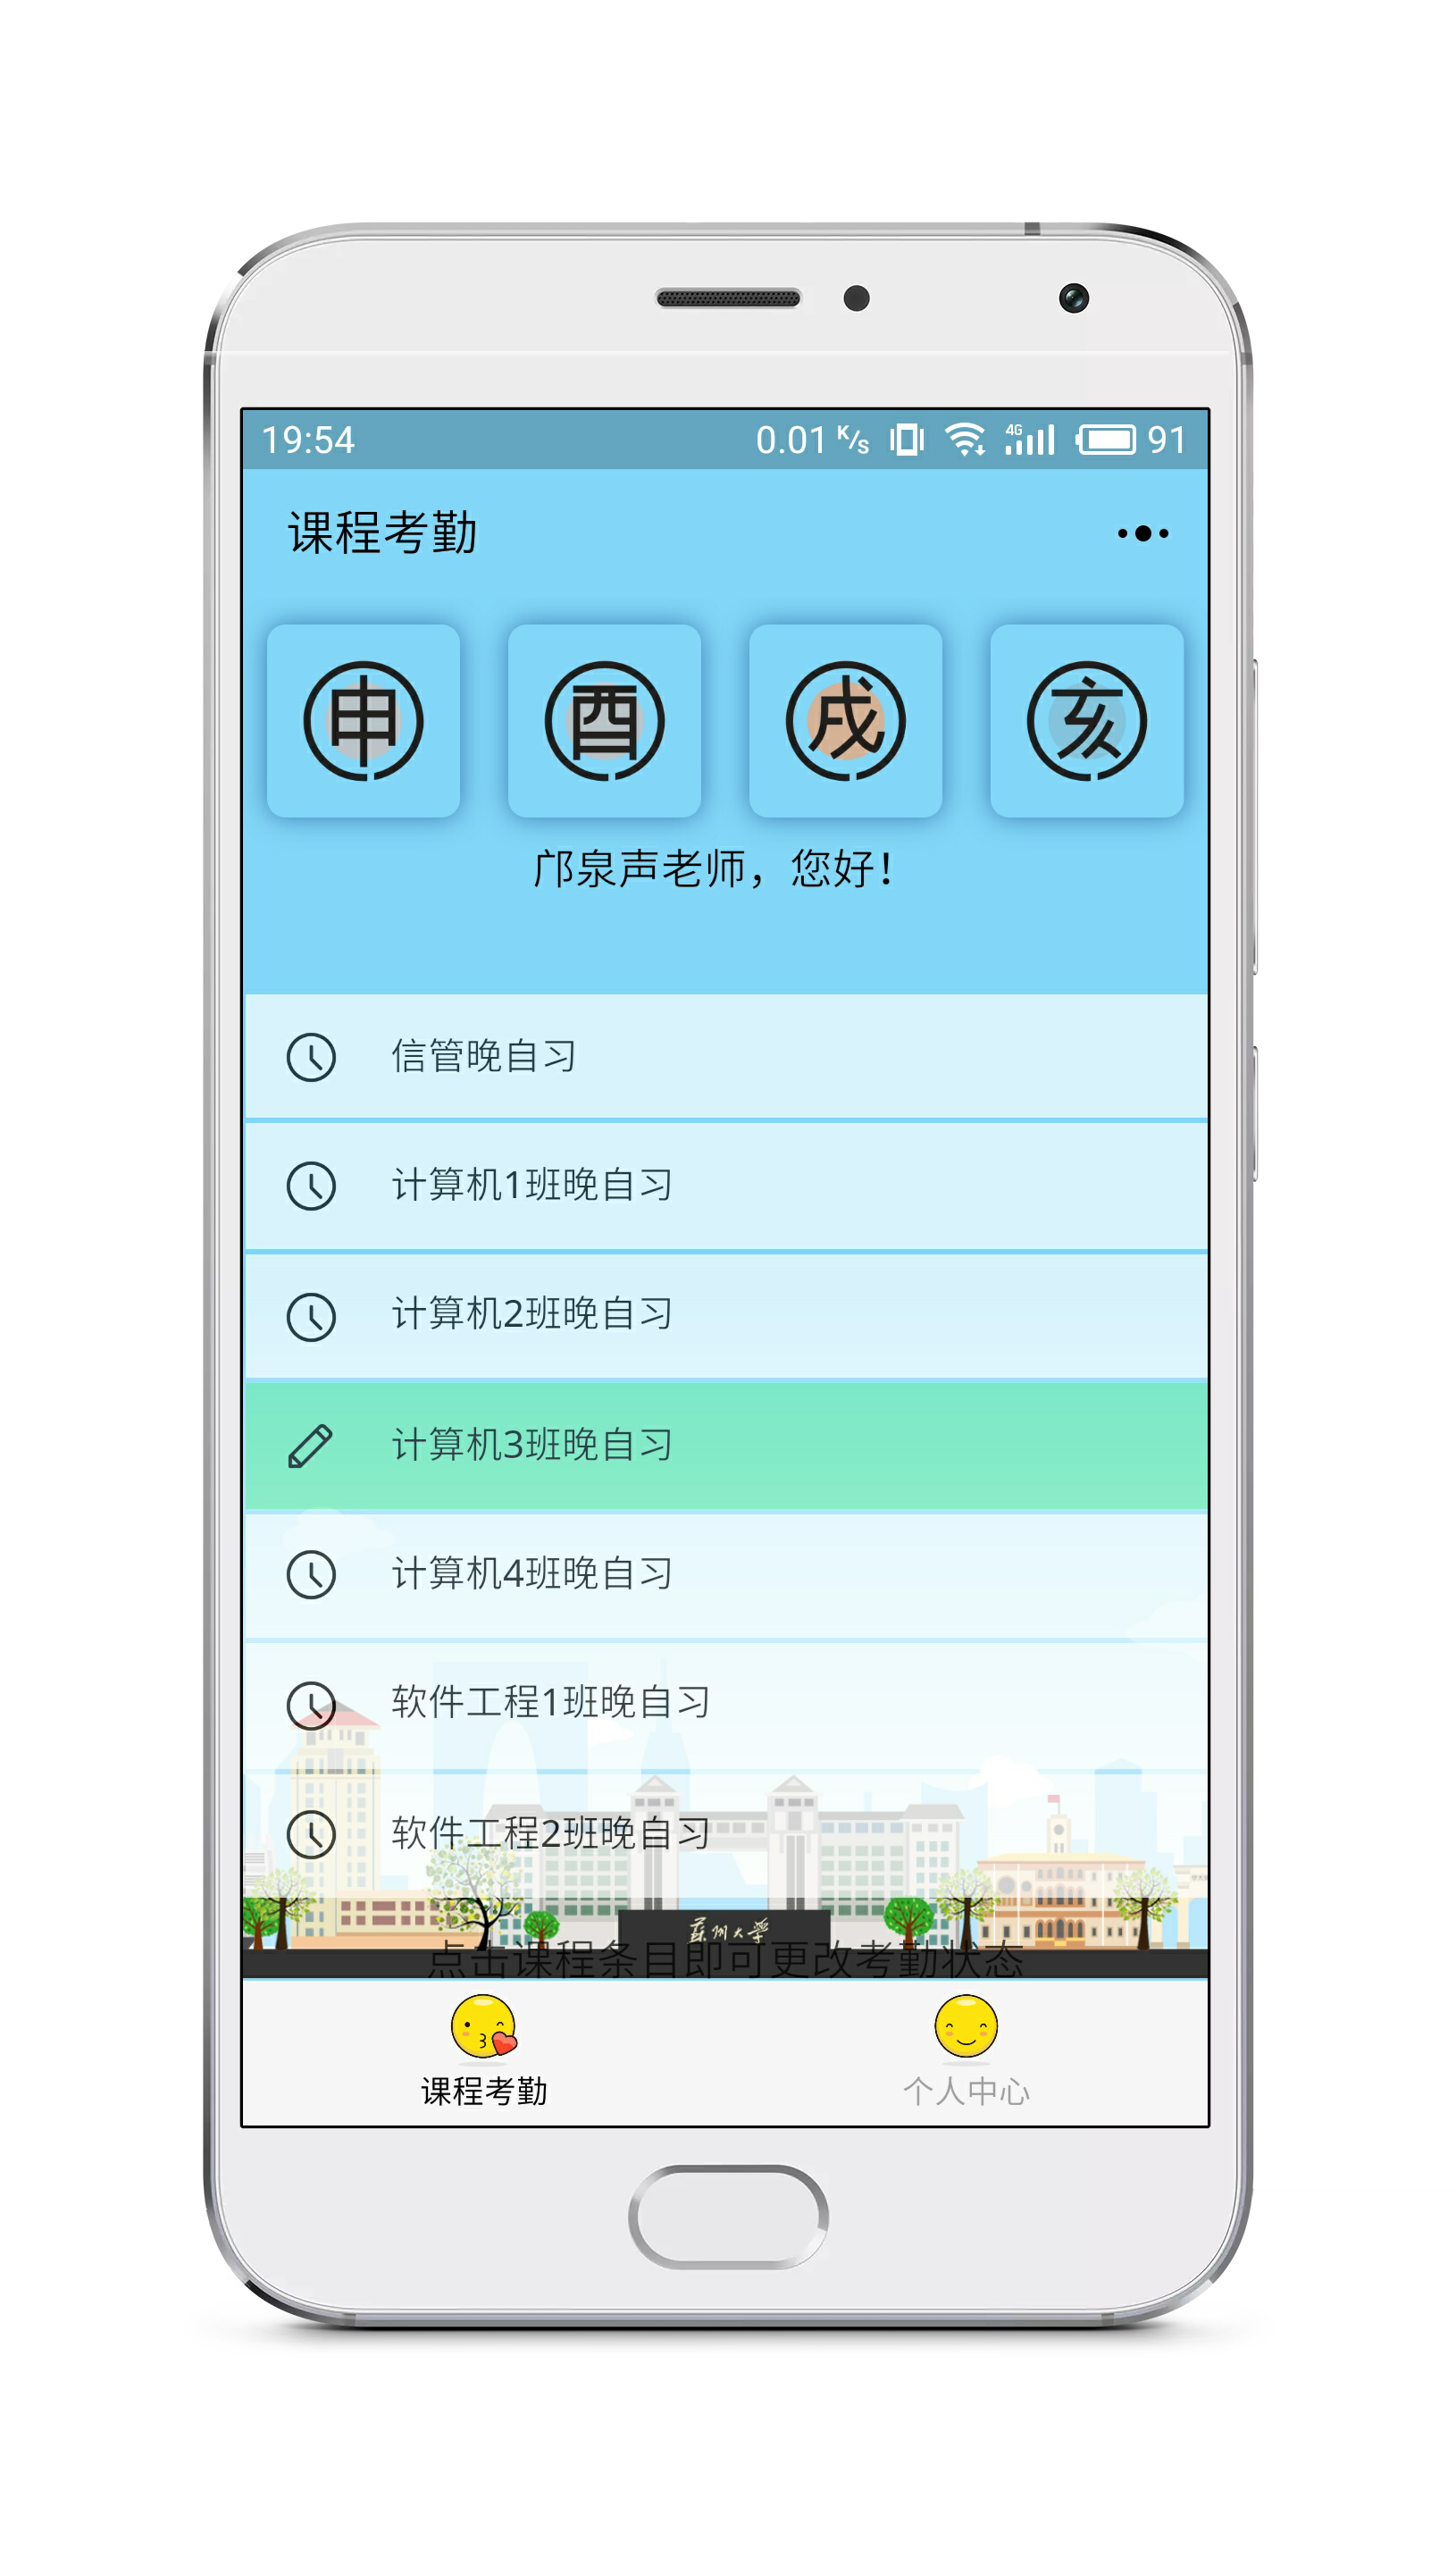 19:54 0.01 K/s 4G 91
课程考勤
申 酉 戌 亥
邝泉声老师，您好！
信管晚自习
计算机1班晚自习
计算机2班晚自习
计算机3班晚自习
计算机4班晚自习
软件工程1班晚自习
软件工程2班晚自习
蘇州大学
点击课程条目即可更改考勤状态
课程考勤 个人中心